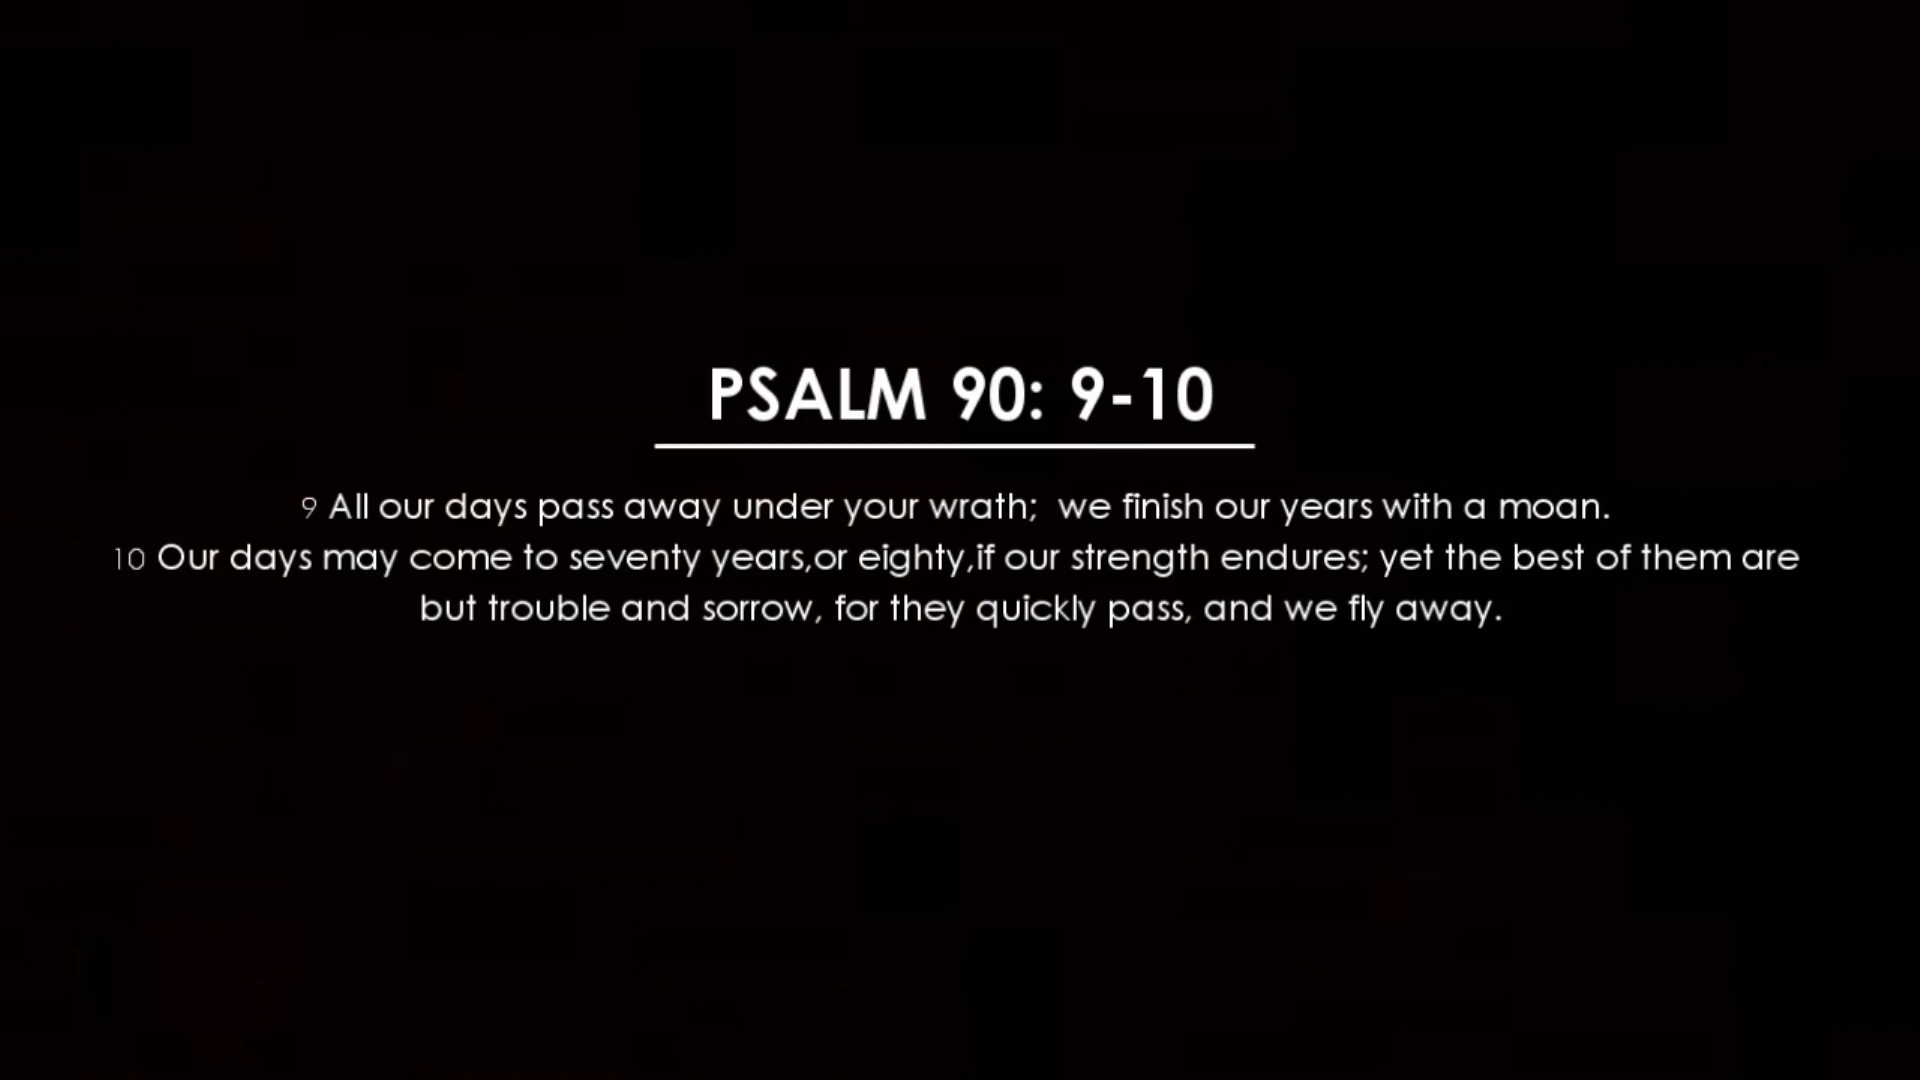 PSALM 90: 9-10
9 All our days pass away under your wrath;  we finish our years with a moan.
10 Our days may come to seventy years,or eighty,if our strength endures; yet the best of them are
but trouble and sorrow, for they quickly pass, and we fly away.